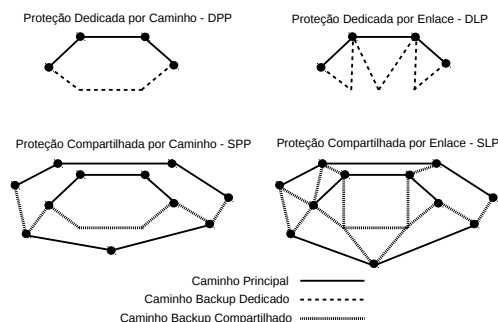 Proteção Dedicada por Caminho - DPP
Proteção Dedicada por Enlace - DLP
Proteção Compartilhada por Caminho - SPP
Proteção Compartilhada por Enlace - SLP
Caminho Principal
Caminho Backup Dedicado
Caminho Backup Compartilhado